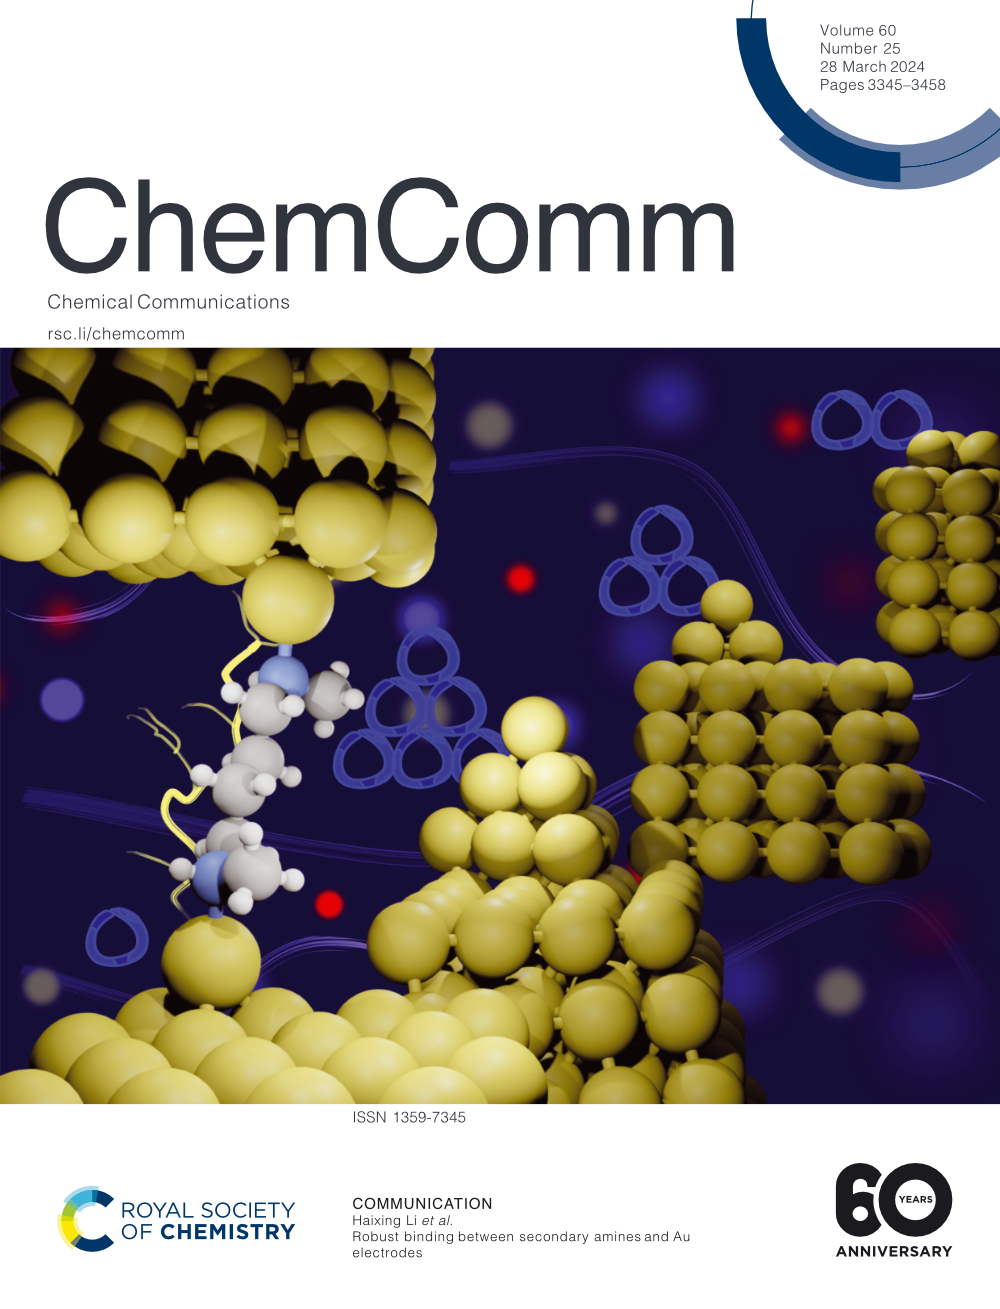 Volume 60
Number 25
28 March 2024
Pages 3345–3458
ChemComm
Chemical Communications
rsc.li/chemcomm
ISSN 1359-7345
ROYAL SOCIETY
OF CHEMISTRY
COMMUNICATION
Haixing Li et al.
Robust binding between secondary amines and Au
electrodes
60
YEARS
ANNIVERSARY